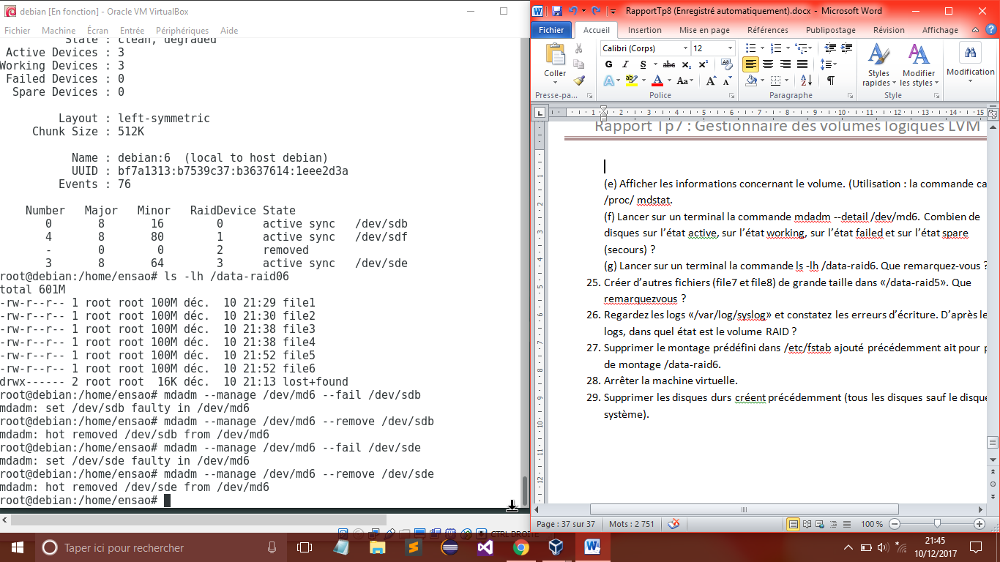 debian [En fonction] - Oracle VM VirtualBox
Fichier Machine Écran Entrée Périphériques Aide
State : clean, degraded
Active Devices : 3
Working Devices : 3
Failed Devices : 0
Spare Devices : 0
Layout : left-symmetric
Chunk Size : 512K
Name : debian:6 (local to host debian)
UUID : bf7a1313:b7539c37:b3637614:1eee2d3a
Events : 76
Number Major Minor RaidDevice State
0 8 16 0 active sync /dev/sdb
4 8 80 1 active sync /dev/sdf
- 0 0 2 removed
3 8 64 3 active sync /dev/sde
root@debian:/home/ensao# ls -lh /data-raid06
total 601M
-rw-r--r-- 1 root root 100M déc. 10 21:29 file1
-rw-r--r-- 1 root root 100M déc. 10 21:30 file2
-rw-r--r-- 1 root root 100M déc. 10 21:38 file3
-rw-r--r-- 1 root root 100M déc. 10 21:38 file4
-rw-r--r-- 1 root root 100M déc. 10 21:52 file5
-rw-r--r-- 1 root root 100M déc. 10 21:52 file6
drwx------ 2 root root 16K déc. 10 21:13 lost+found
root@debian:/home/ensao# mdadm --manage /dev/md6 --fail /dev/sdb
mdadm: set /dev/sdb faulty in /dev/md6
root@debian:/home/ensao# mdadm --manage /dev/md6 --remove /dev/sdb
mdadm: hot removed /dev/sdb from /dev/md6
root@debian:/home/ensao# mdadm --manage /dev/md6 --fail /dev/sde
mdadm: set /dev/sde faulty in /dev/md6
root@debian:/home/ensao# mdadm --manage /dev/md6 --remove /dev/sde
mdadm: hot removed /dev/sde from /dev/md6
root@debian:/home/ensao#
CTRL DROITE
RapportTp8 (Enregistré automatiquement).docx - Microsoft Word
Fichier Accueil Insertion Mise en page Références Publipostage Révision Affichage
Calibri (Corps) 12
Coller
Styles rapides
Modifier les styles
Modification
Presse-pa... Police Paragraphe Style
1 2 3 4 5 6 7 8 9 10 11 12 13 14 15
Rapport Tp7 : Gestionnaire des volumes logiques LVM
(e) Afficher les informations concernant le volume. (Utilisation : la commande ca
/proc/ mdstat.
(f) Lancer sur un terminal la commande mdadm --detail /dev/md6. Combien de
disques sur l’état active, sur l’état working, sur l’état failed et sur l’état spare
(secours) ?
(g) Lancer sur un terminal la commande ls -lh /data-raid6. Que remarquez-vous ?
25. Créer d’autres fichiers (file7 et file8) de grande taille dans «/data-raid5». Que
remarquezvous ?
26. Regardez les logs «/var/log/syslog» et constatez les erreurs d’écriture. D’après le
logs, dans quel état est le volume RAID ?
27. Supprimer le montage prédéfini dans /etc/fstab ajouté précédemment ait pour p
de montage /data-raid6.
28. Arrêter la machine virtuelle.
29. Supprimer les disques durs créent précédemment (tous les disques sauf le disque
système).
Page : 37 sur 37 Mots : 2 751 100 %
Taper ici pour rechercher
21:45
10/12/2017